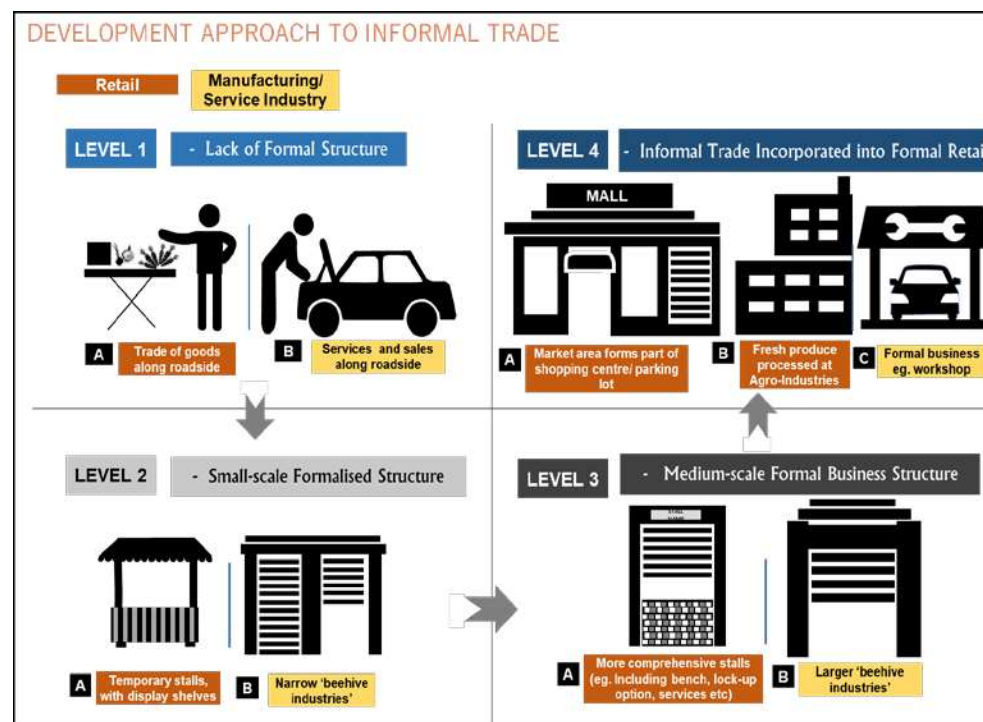 DEVELOPMENT APPROACH TO INFORMAL TRADE
Retail
Manufacturing/
Service Industry
LEVEL 1
- Lack of Formal Structure
A
Trade of goods
along roadside
B
Services and sales
along roadside
LEVEL 4
- Informal Trade Incorporated into Formal Retai
MALL
A
Market area forms part of
shopping centre/ parking
lot
B
Fresh produce
processed at
Agro-Industries
C
Formal business
eg. workshop
LEVEL 2
- Small-scale Formalised Structure
A
Temporary stalls,
with display shelves
B
Narrow 'beehive
industries'
LEVEL 3
- Medium-scale Formal Business Structure
A
More comprehensive stalls
(eg. Including bench, lock-up
option, services etc)
B
Larger 'beehive
industries'